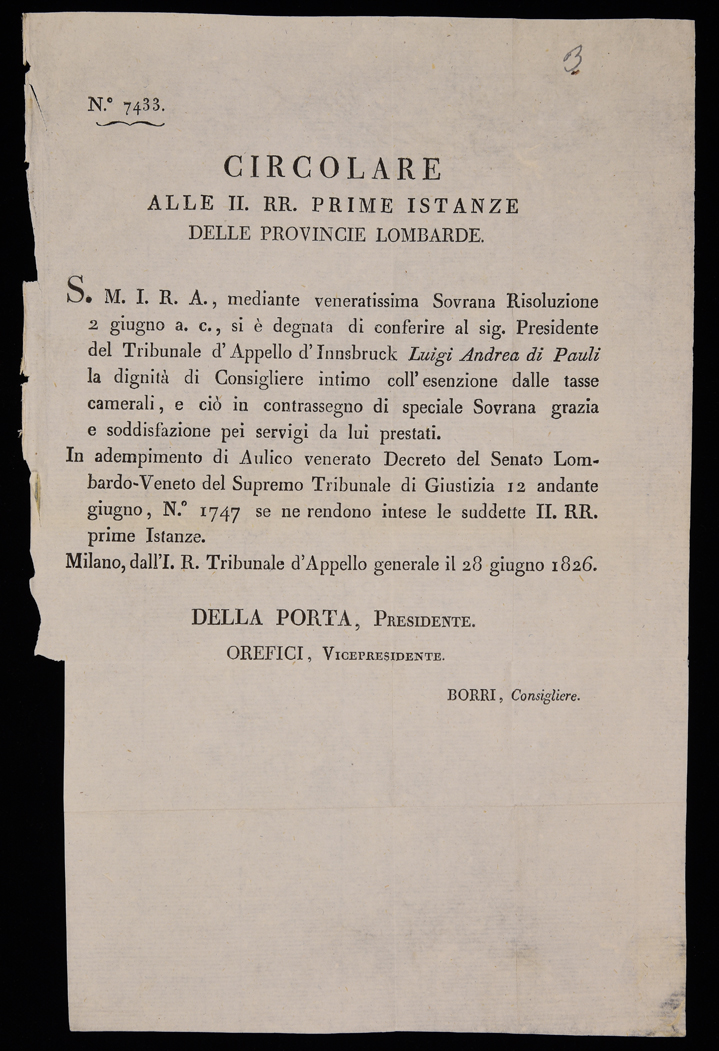 3
N.º 7433.
CIRCOLARE
ALLE II. RR. PRIME ISTANZE
DELLE PROVINCIE LOMBARDE.
S. M. I. R. A., mediante veneratissima Sovrana Risoluzione
2 giugno a. c., si è degnata di conferire al sig. Presidente
del Tribunale d'Appello d'Innsbruck Luigi Andrea di Pauli
la dignità di Consigliere intimo coll'esenzione dalle tasse
camerali, e ciò in contrassegno di speciale Sovrana grazia
e soddisfazione pei servigi da lui prestati.
In adempimento di Aulico venerato Decreto del Senato Lom-
bardo-Veneto del Supremo Tribunale di Giustizia 12 andante
giugno, N.º 1747 se ne rendono intese le suddette II. RR.
prime Istanze.
Milano, dall'I. R. Tribunale d'Appello generale il 28 giugno 1826.
DELLA PORTA, PRESIDENTE.
OREFICI, VICEPRESIDENTE.
BORRI, Consigliere.